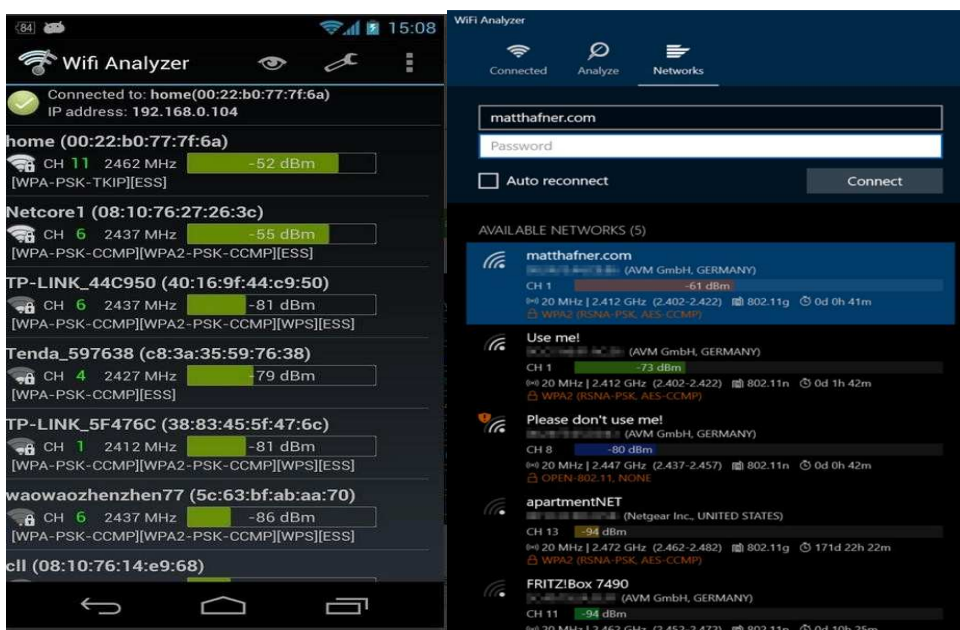 84
15:08
Wifi Analyzer
Connected to: home(00:22:b0:77:7f:6a)
IP address: 192.168.0.104
home (00:22:b0:77:7f:6a)
CH 11 2462 MHz -52 dBm
[WPA-PSK-TKIP][ESS]
Netcore1 (08:10:76:27:26:3c)
CH 6 2437 MHz -55 dBm
[WPA-PSK-CCMP][WPA2-PSK-CCMP][ESS]
TP-LINK_44C950 (40:16:9f:44:c9:50)
CH 6 2437 MHz -81 dBm
[WPA-PSK-CCMP][WPA2-PSK-CCMP][WPS][ESS]
Tenda_597638 (c8:3a:35:59:76:38)
CH 4 2427 MHz -79 dBm
[WPA-PSK-CCMP][ESS]
TP-LINK_5F476C (38:83:45:5f:47:6c)
CH 1 2412 MHz -81 dBm
[WPA-PSK-CCMP][WPA2-PSK-CCMP][WPS][ESS]
waowaozhenzhen77 (5c:63:bf:ab:aa:70)
CH 6 2437 MHz -86 dBm
[WPA-PSK-CCMP][WPA2-PSK-CCMP][WPS][ESS]
cll (08:10:76:14:e9:68)
WiFi Analyzer
Connected Analyze Networks
matthafner.com
Password
Auto reconnect Connect
AVAILABLE NETWORKS (5)
matthafner.com
(AVM GmbH, GERMANY)
CH 1 -61 dBm
20 MHz | 2.412 GHz (2.402-2.422) 802.11g 0d 0h 41m
WPA2 (RSNA-PSK, AES-CCMP)
Use me!
(AVM GmbH, GERMANY)
CH 1 -73 dBm
20 MHz | 2.412 GHz (2.402-2.422) 802.11n 0d 1h 42m
WPA2 (RSNA-PSK, AES-CCMP)
Please don't use me!
(AVM GmbH, GERMANY)
CH 8 -80 dBm
20 MHz | 2.447 GHz (2.437-2.457) 802.11n 0d 0h 42m
OPEN-802.11, NONE
apartmentNET
(Netgear Inc., UNITED STATES)
CH 13 -94 dBm
20 MHz | 2.472 GHz (2.462-2.482) 802.11g 171d 22h 22m
WPA2 (RSNA-PSK, AES-CCMP)
FRITZ!Box 7490
(AVM GmbH, GERMANY)
CH 11 -94 dBm
20 MHz | 2.462 GHz (2.452-2.472) 802.11n 0d 10h 25m